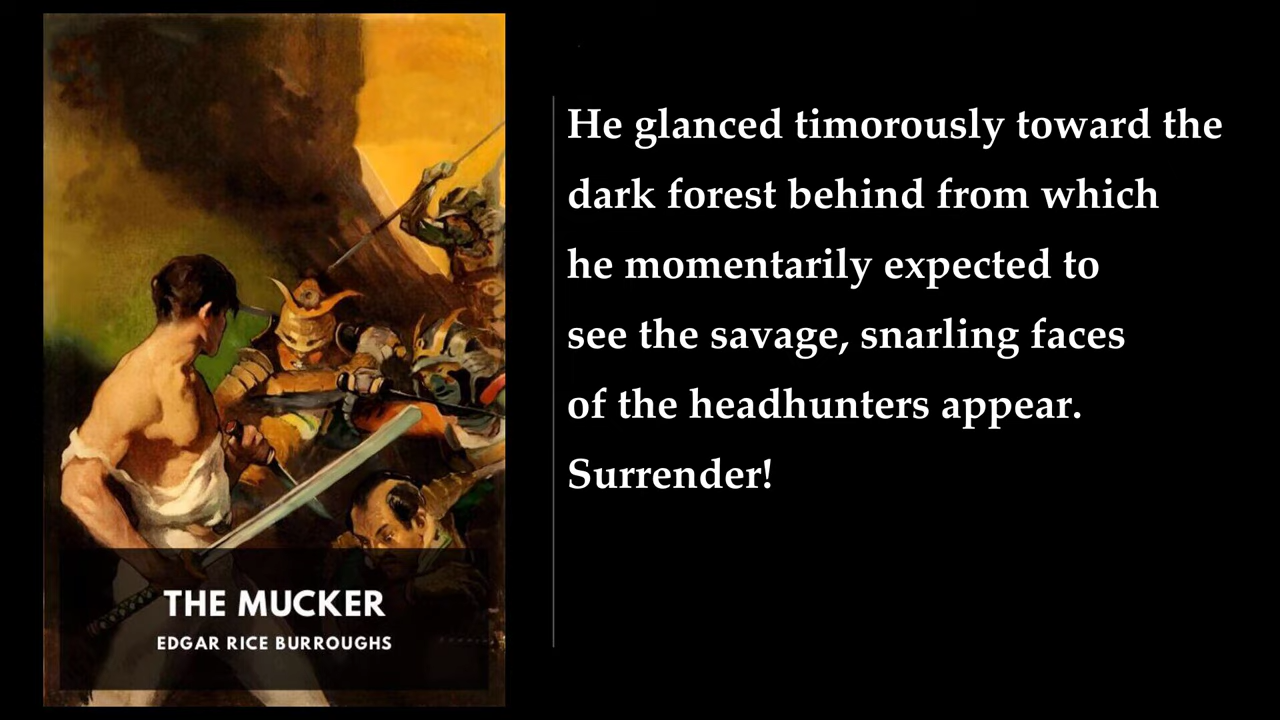 THE MUCKER
EDGAR RICE BURROUGHS
He glanced timorously toward the
dark forest behind from which
he momentarily expected to
see the savage, snarling faces
of the headhunters appear.
Surrender!